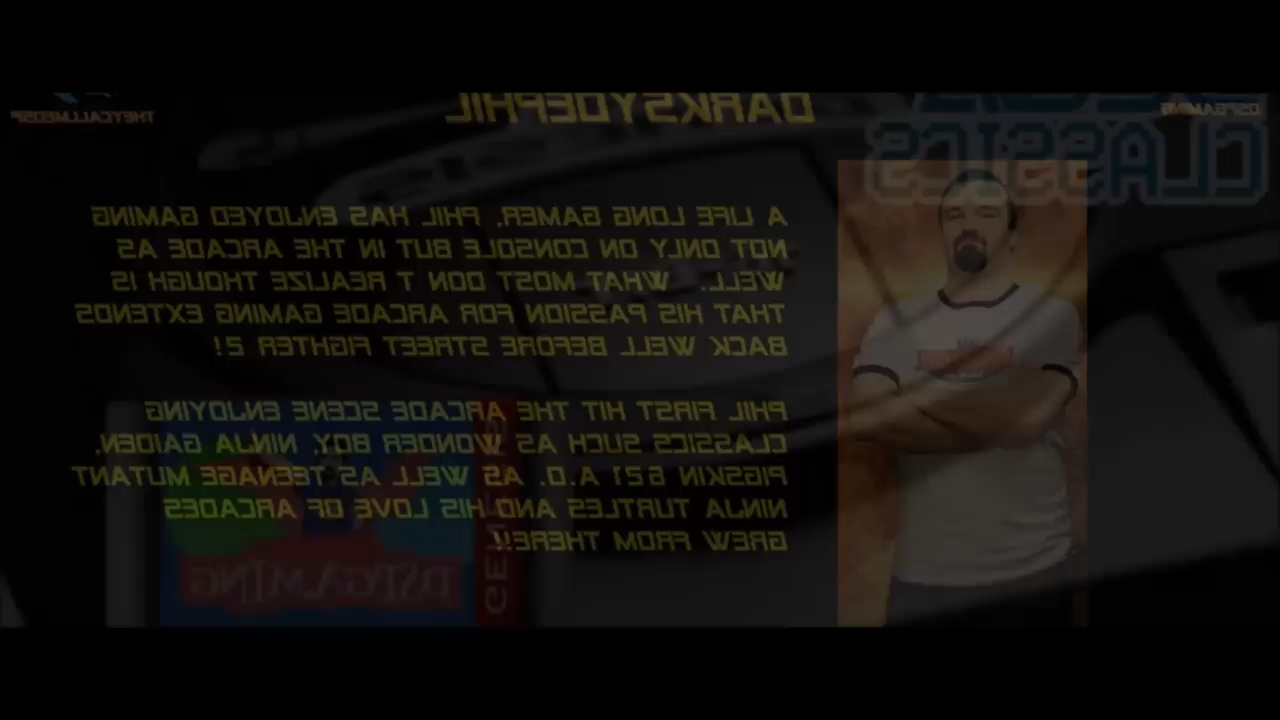 THEYCALLMEDSP
DARKSYDEPHIL
DSPGAMING
CLASSICS
A LIFE LONG GAMER, PHIL HAS ENJOYED GAMING
NOT ONLY ON CONSOLE BUT IN THE ARCADE AS
WELL. WHAT MOST DON T REALIZE THOUGH IS
THAT HIS PASSION FOR ARCADE GAMING EXTENDS
BACK WELL BEFORE STREET FIGHTER 2!
PHIL FIRST HIT THE ARCADE SCENE ENJOYING
CLASSICS SUCH AS WONDER BOY, NINJA GAIDEN,
PIGSKIN 621 A.D. AS WELL AS TEENAGE MUTANT
NINJA TURTLES AND HIS LOVE OF ARCADES
GREW FROM THERE!!
DSPGAMING